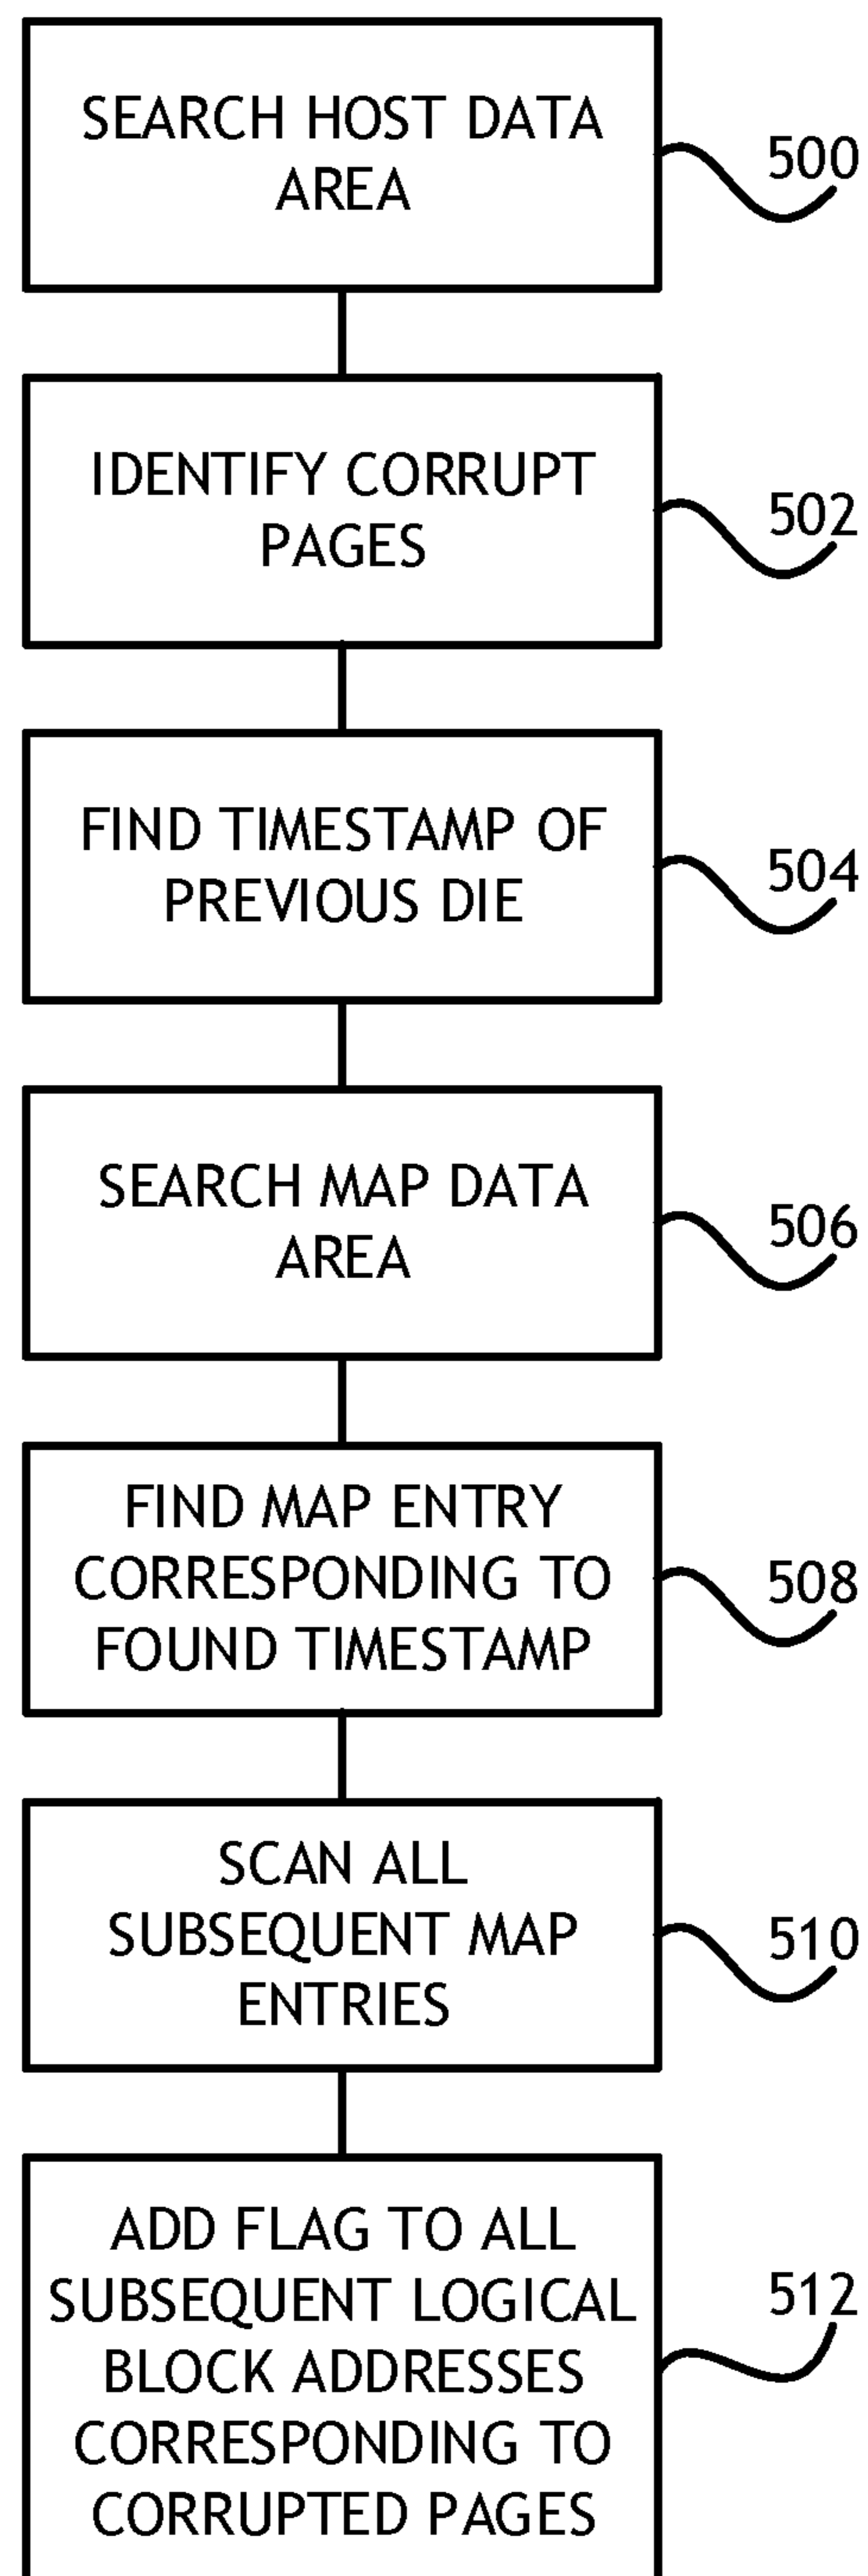 SEARCH HOST DATA
AREA
500
IDENTIFY CORRUPT
PAGES
502
FIND TIMESTAMP OF
PREVIOUS DIE
504
SEARCH MAP DATA
AREA
506
FIND MAP ENTRY
CORRESPONDING TO
FOUND TIMESTAMP
508
SCAN ALL
SUBSEQUENT MAP
ENTRIES
510
ADD FLAG TO ALL
SUBSEQUENT LOGICAL
BLOCK ADDRESSES
CORRESPONDING TO
CORRUPTED PAGES
512